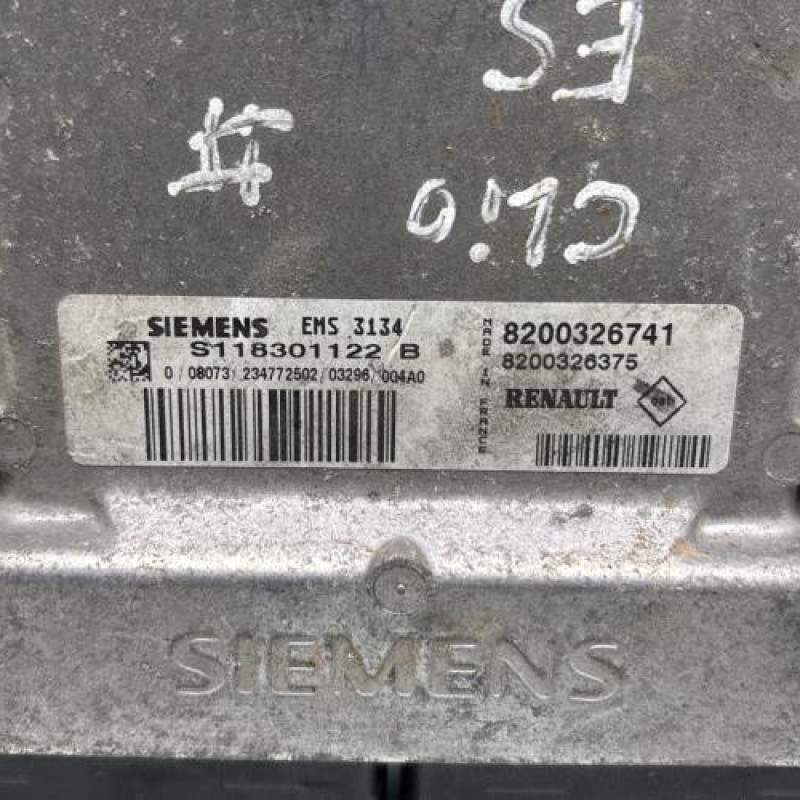 ES
#
CLiO
SIEMENS EMS 3134
S118301122 B
0 / 08073 / 234772502 / 03296 / 004A0
MADE IN FRANCE
8200326741
8200326375
RENAULT
SIEMENS